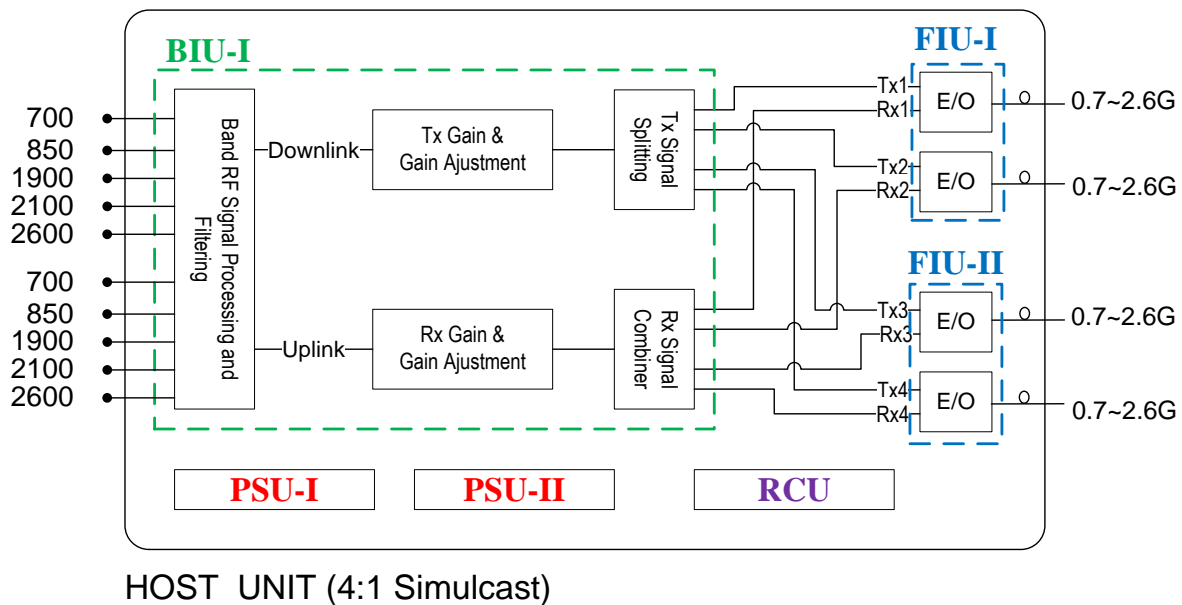 BIU-I
FIU-I
700
850
1900
2100
2600
700
850
1900
2100
2600
Band RF Signal Processing and
Filtering
Downlink
Tx Gain &
Gain Ajustment
Tx Signal
Splitting
Uplink
Rx Gain &
Gain Ajustment
Rx Signal
Combiner
Tx1
Rx1
E/O
0.7~2.6G
Tx2
Rx2
E/O
0.7~2.6G
FIU-II
Tx3
Rx3
E/O
0.7~2.6G
Tx4
Rx4
E/O
0.7~2.6G
PSU-I
PSU-II
RCU
HOST UNIT (4:1 Simulcast)